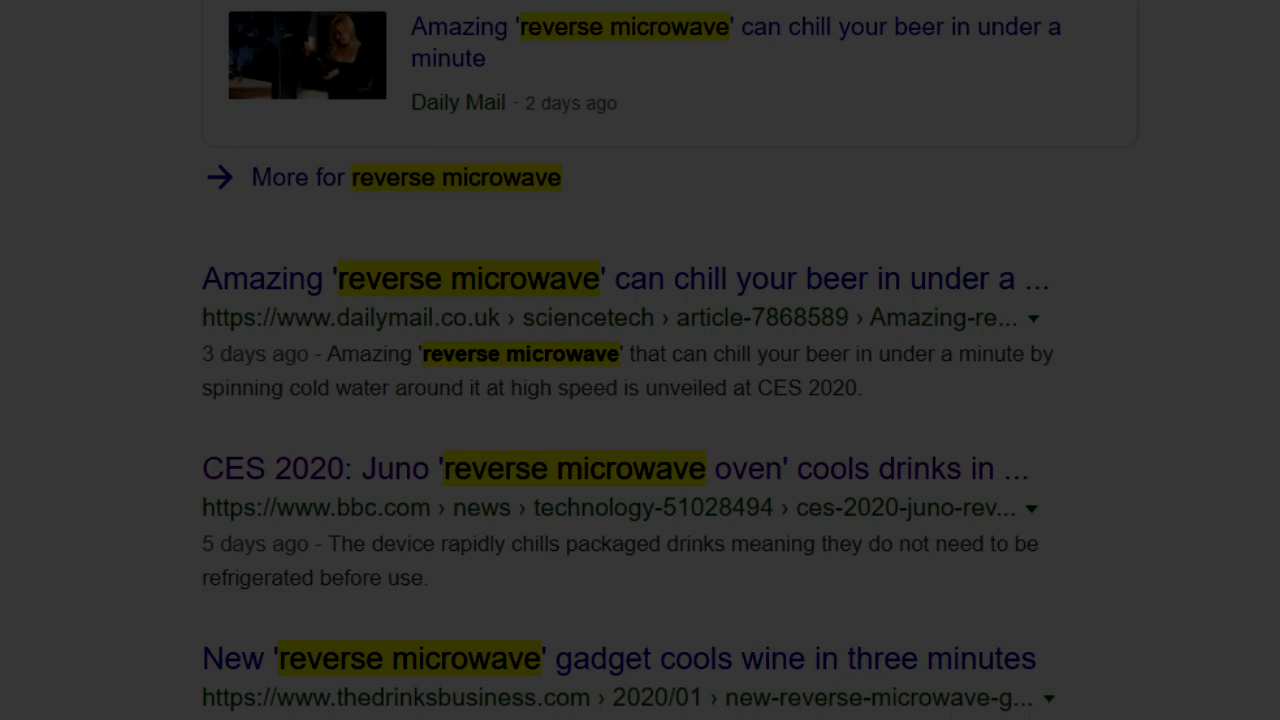 Amazing 'reverse microwave' can chill your beer in under a
minute
Daily Mail · 2 days ago
More for reverse microwave
Amazing 'reverse microwave' can chill your beer in under a ...
https://www.dailymail.co.uk › sciencetech › article-7868589 › Amazing-re...
3 days ago - Amazing 'reverse microwave' that can chill your beer in under a minute by
spinning cold water around it at high speed is unveiled at CES 2020.
CES 2020: Juno 'reverse microwave oven' cools drinks in ...
https://www.bbc.com › news › technology-51028494 › ces-2020-juno-rev...
5 days ago - The device rapidly chills packaged drinks meaning they do not need to be
refrigerated before use.
New 'reverse microwave' gadget cools wine in three minutes
https://www.thedrinksbusiness.com › 2020/01 › new-reverse-microwave-g...